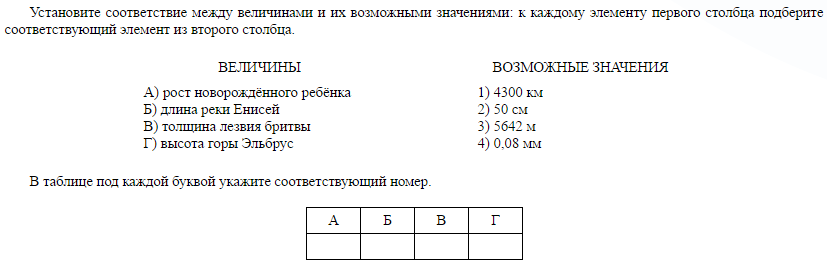 Установите соответствие между величинами и их возможными значениями: к каждому элементу первого столбца подберите
соответствующий элемент из второго столбца.
ВЕЛИЧИНЫ ВОЗМОЖНЫЕ ЗНАЧЕНИЯ
А) рост новорождённого ребёнка 1) 4300 км
Б) длина реки Енисей 2) 50 см
В) толщина лезвия бритвы 3) 5642 м
Г) высота горы Эльбрус 4) 0,08 мм
В таблице под каждой буквой укажите соответствующий номер.
А Б В Г